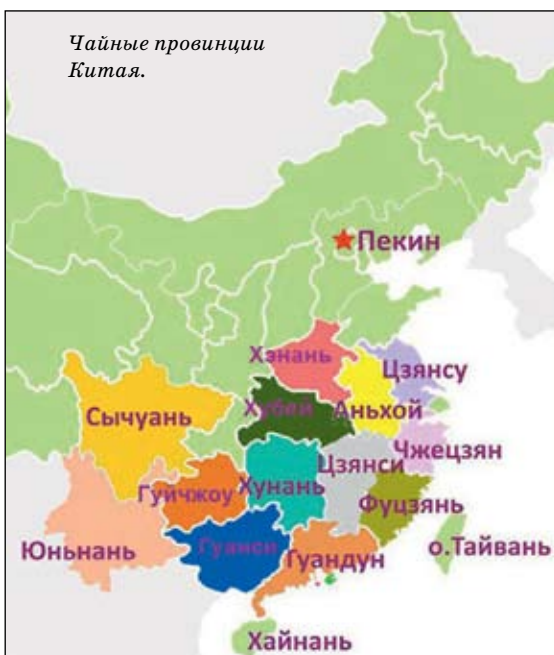 Чайные провинции
Китая.
Пекин
Хэнань
Цзянсу
Сычуань
Хубей
Аньхой
Чжецзян
Цзянси
Гуйчжоу
Хунань
Фуцзянь
Юньнань
Гуанси
Гуандун
о.Тайвань
Хайнань